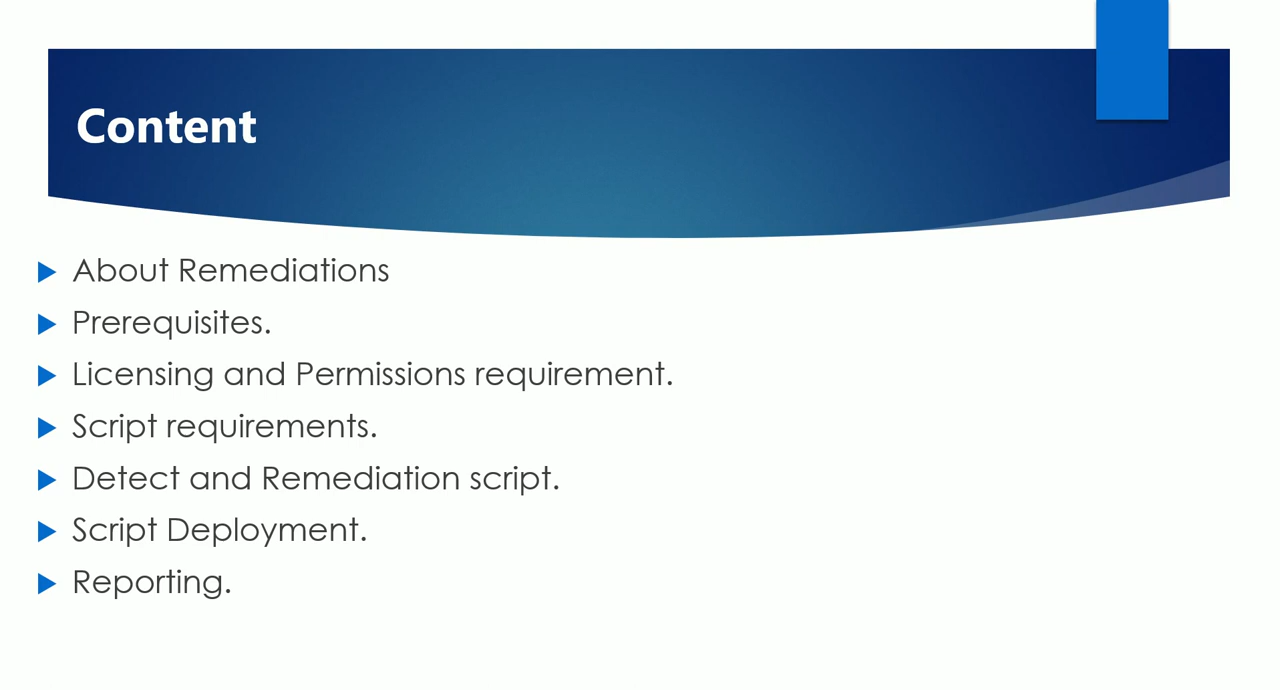 Content
About Remediations
Prerequisites.
Licensing and Permissions requirement.
Script requirements.
Detect and Remediation script.
Script Deployment.
Reporting.